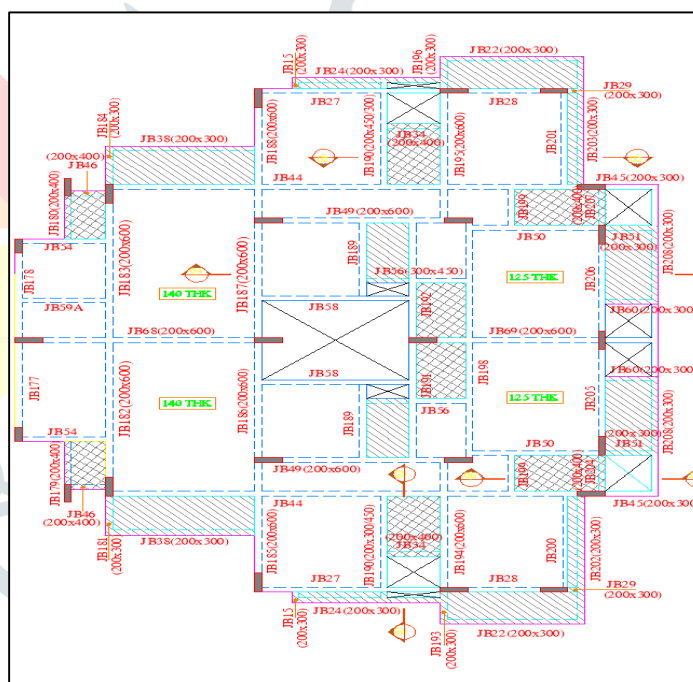 JB15
(200x300)
JB24(200x300)
JB196
(200x300)
JB22(200x300)
JB29
(200x300)
JB27
JB28
JB184
(200x300)
JB38(200x300)
JB188(200x600)
JB190(200x450/300)
JB34
(200x400)
JB195(200x600)
JB201
JB203(200x300)
JB46
(200x400)
JB180(200x400)
JB44
JB45(200x300)
JB199
(200x400)
JB207
JB49(200x600)
JB54
JB50
JB51
(200x300)
JB178
JB183(200x600)
JB187(200x600)
JB189
JB56(300x450)
JB192
JB206
JB208(200x300)
140 THK
125 THK
JB59A
JB58
JB60(200x300)
JB68(200x600)
JB69(200x600)
JB177
JB182(200x600)
JB186(200x600)
JB58
JB191
JB198
JB60(200x300)
JB205
JB208(200x300)
140 THK
125 THK
JB189
JB56
(200x300)
JB54
JB50
JB51
JB179(200x400)
JB49(200x600)
JB199
(200x400)
JB204
JB46
(200x400)
JB44
JB45(200x300)
JB181
(200x300)
JB38(200x300)
JB185(200x600)
JB190(200x300/450)
(200x400)
JB34
JB194(200x600)
JB200
JB202(200x300)
JB27
JB28
JB29
(200x300)
JB15
(200x300)
JB24(200x300)
JB193
(200x300)
JB22(200x300)